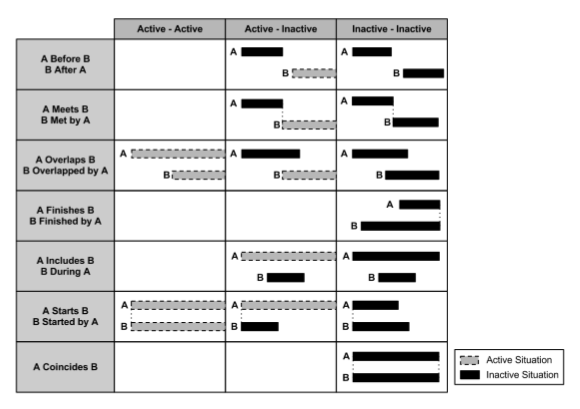 Active - Active Active - Inactive Inactive - Inactive
A Before B
B After A
A
B
A
B
A Meets B
B Met by A
A
B
A
B
A Overlaps B
B Overlapped by A
A
B
A
B
A
B
A Finishes B
B Finished by A
A
B
A Includes B
B During A
A
B
A
B
A Starts B
B Started by A
A
B
A
B
A
B
A Coincides B
A
B
Active Situation
Inactive Situation